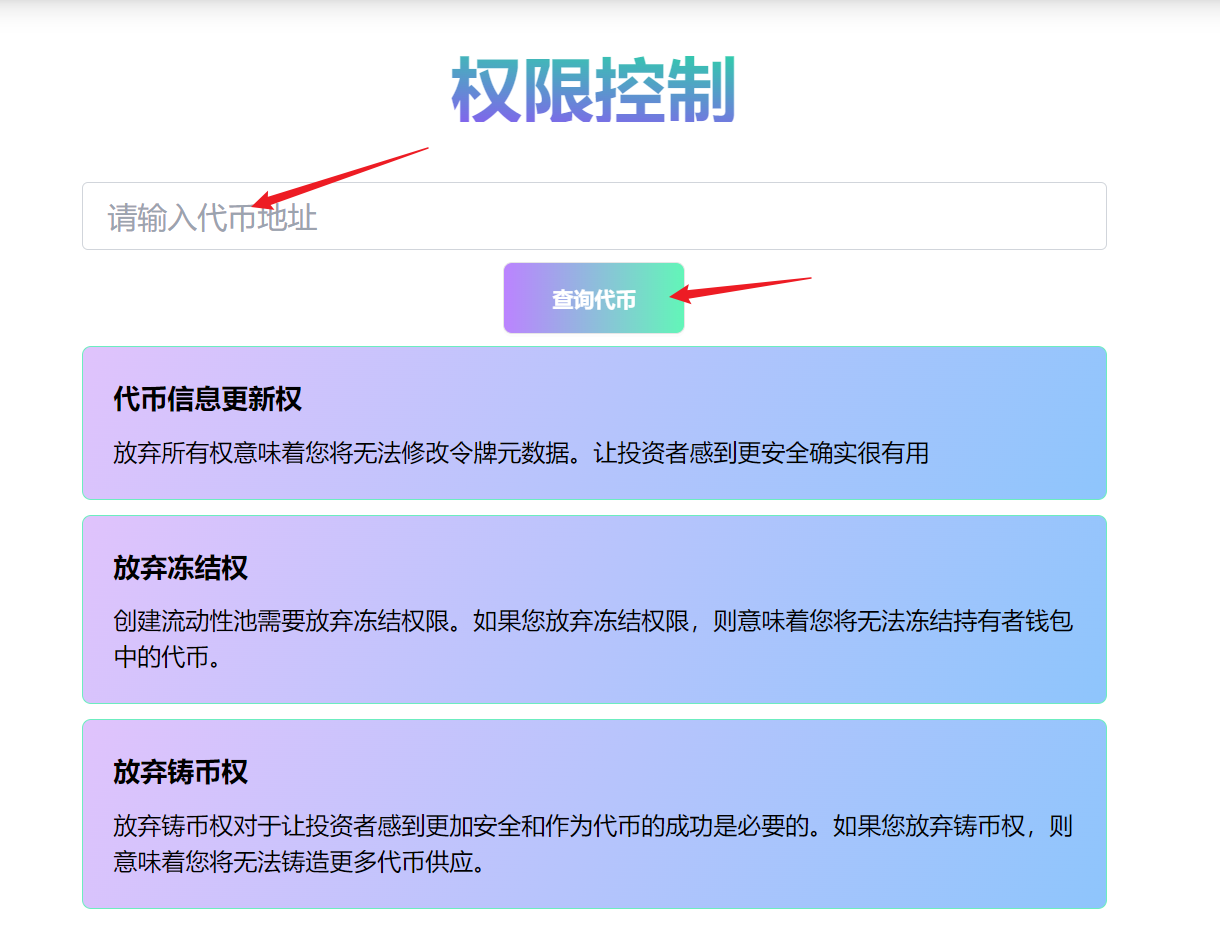 权限控制
请输入代币地址
查询代币
代币信息更新权
放弃所有权意味着您将无法修改令牌元数据。让投资者感到更安全确实很有用
放弃冻结权
创建流动性池需要放弃冻结权限。如果您放弃冻结权限，则意味着您将无法冻结持有者钱包
中的代币。
放弃铸币权
放弃铸币权对于让投资者感到更加安全和作为代币的成功是必要的。如果您放弃铸币权，则
意味着您将无法铸造更多代币供应。